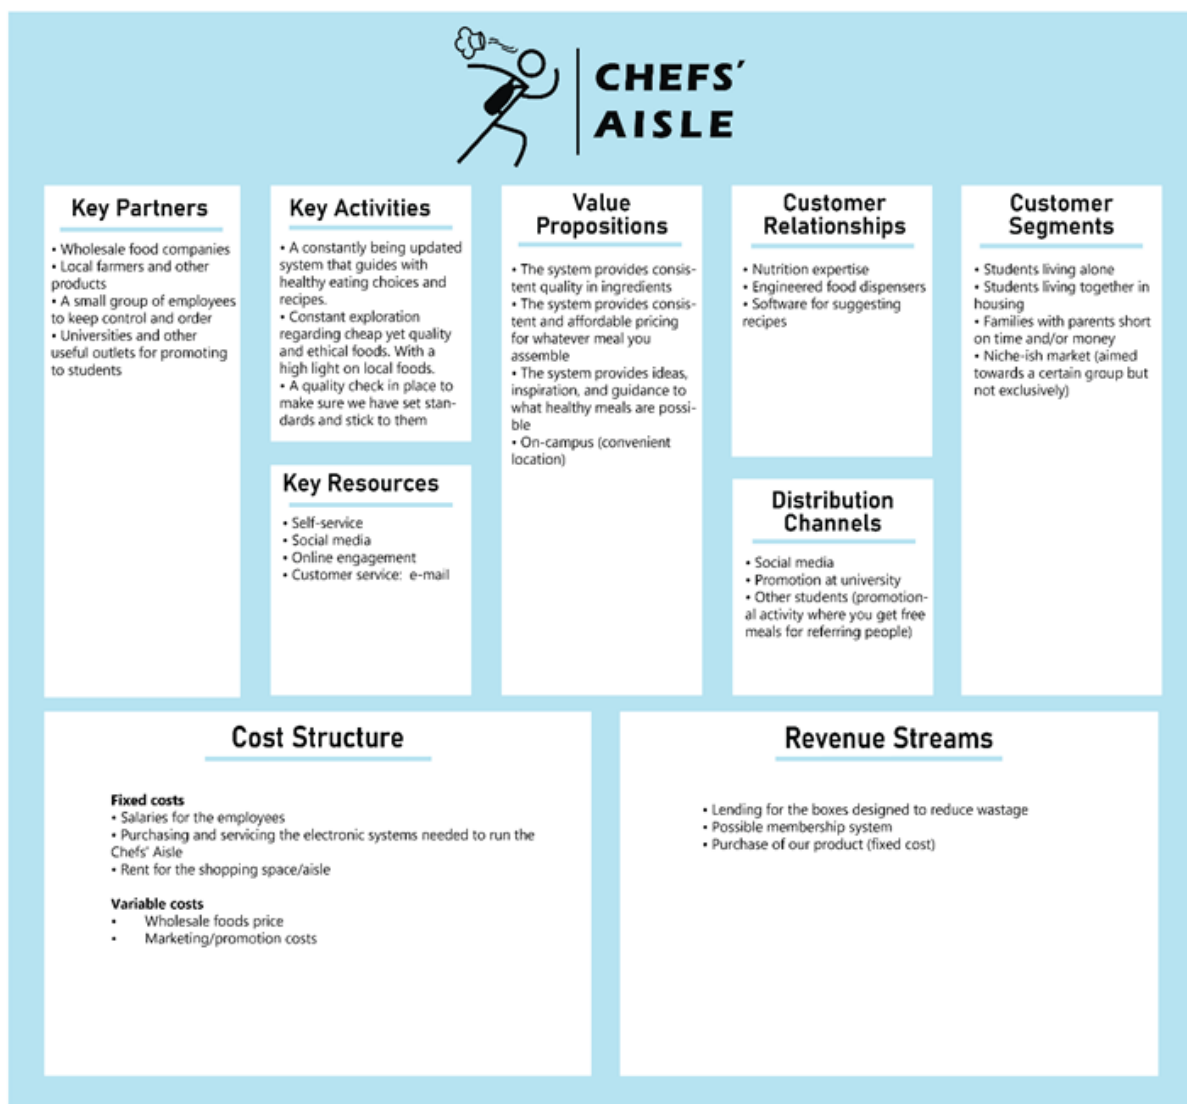 CHEFS'
AISLE
Key Partners
• Wholesale food companies
• Local farmers and other
products
• A small group of employees
to keep control and order
• Universities and other
useful outlets for promoting
to students
Key Activities
• A constantly being updated
system that guides with
healthy eating choices and
recipes.
• Constant exploration
regarding cheap yet quality
and ethical foods. With a
high light on local foods.
• A quality check in place to
make sure we have set stan-
dards and stick to them
Key Resources
• Self-service
• Social media
• Online engagement
• Customer service: e-mail
Value
Propositions
• The system provides consis-
tent quality in ingredients
• The system provides consis-
tent and affordable pricing
for whatever meal you
assemble
• The system provides ideas,
inspiration, and guidance to
what healthy meals are possi-
ble
• On-campus (convenient
location)
Customer
Relationships
• Nutrition expertise
• Engineered food dispensers
• Software for suggesting
recipes
Distribution
Channels
• Social media
• Promotion at university
• Other students (promotion-
al activity where you get free
meals for referring people)
Customer
Segments
• Students living alone
• Students living together in
housing
• Families with parents short
on time and/or money
• Niche-ish market (aimed
towards a certain group but
not exclusively)
Cost Structure
Fixed costs
• Salaries for the employees
• Purchasing and servicing the electronic systems needed to run the
Chefs' Aisle
• Rent for the shopping space/aisle
Variable costs
• Wholesale foods price
• Marketing/promotion costs
Revenue Streams
• Lending for the boxes designed to reduce wastage
• Possible membership system
• Purchase of our product (fixed cost)